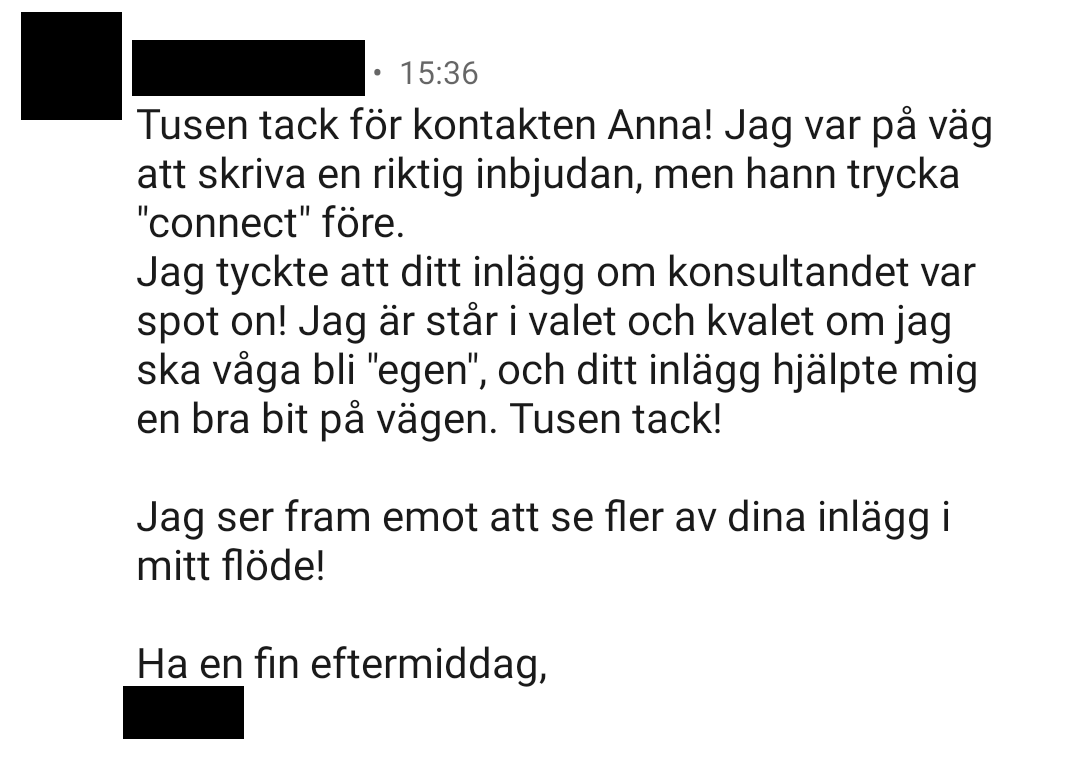 • 15:36
Tusen tack för kontakten Anna! Jag var på väg
att skriva en riktig inbjudan, men hann trycka
"connect" före.
Jag tyckte att ditt inlägg om konsultandet var
spot on! Jag är står i valet och kvalet om jag
ska våga bli "egen", och ditt inlägg hjälpte mig
en bra bit på vägen. Tusen tack!
Jag ser fram emot att se fler av dina inlägg i
mitt flöde!
Ha en fin eftermiddag,